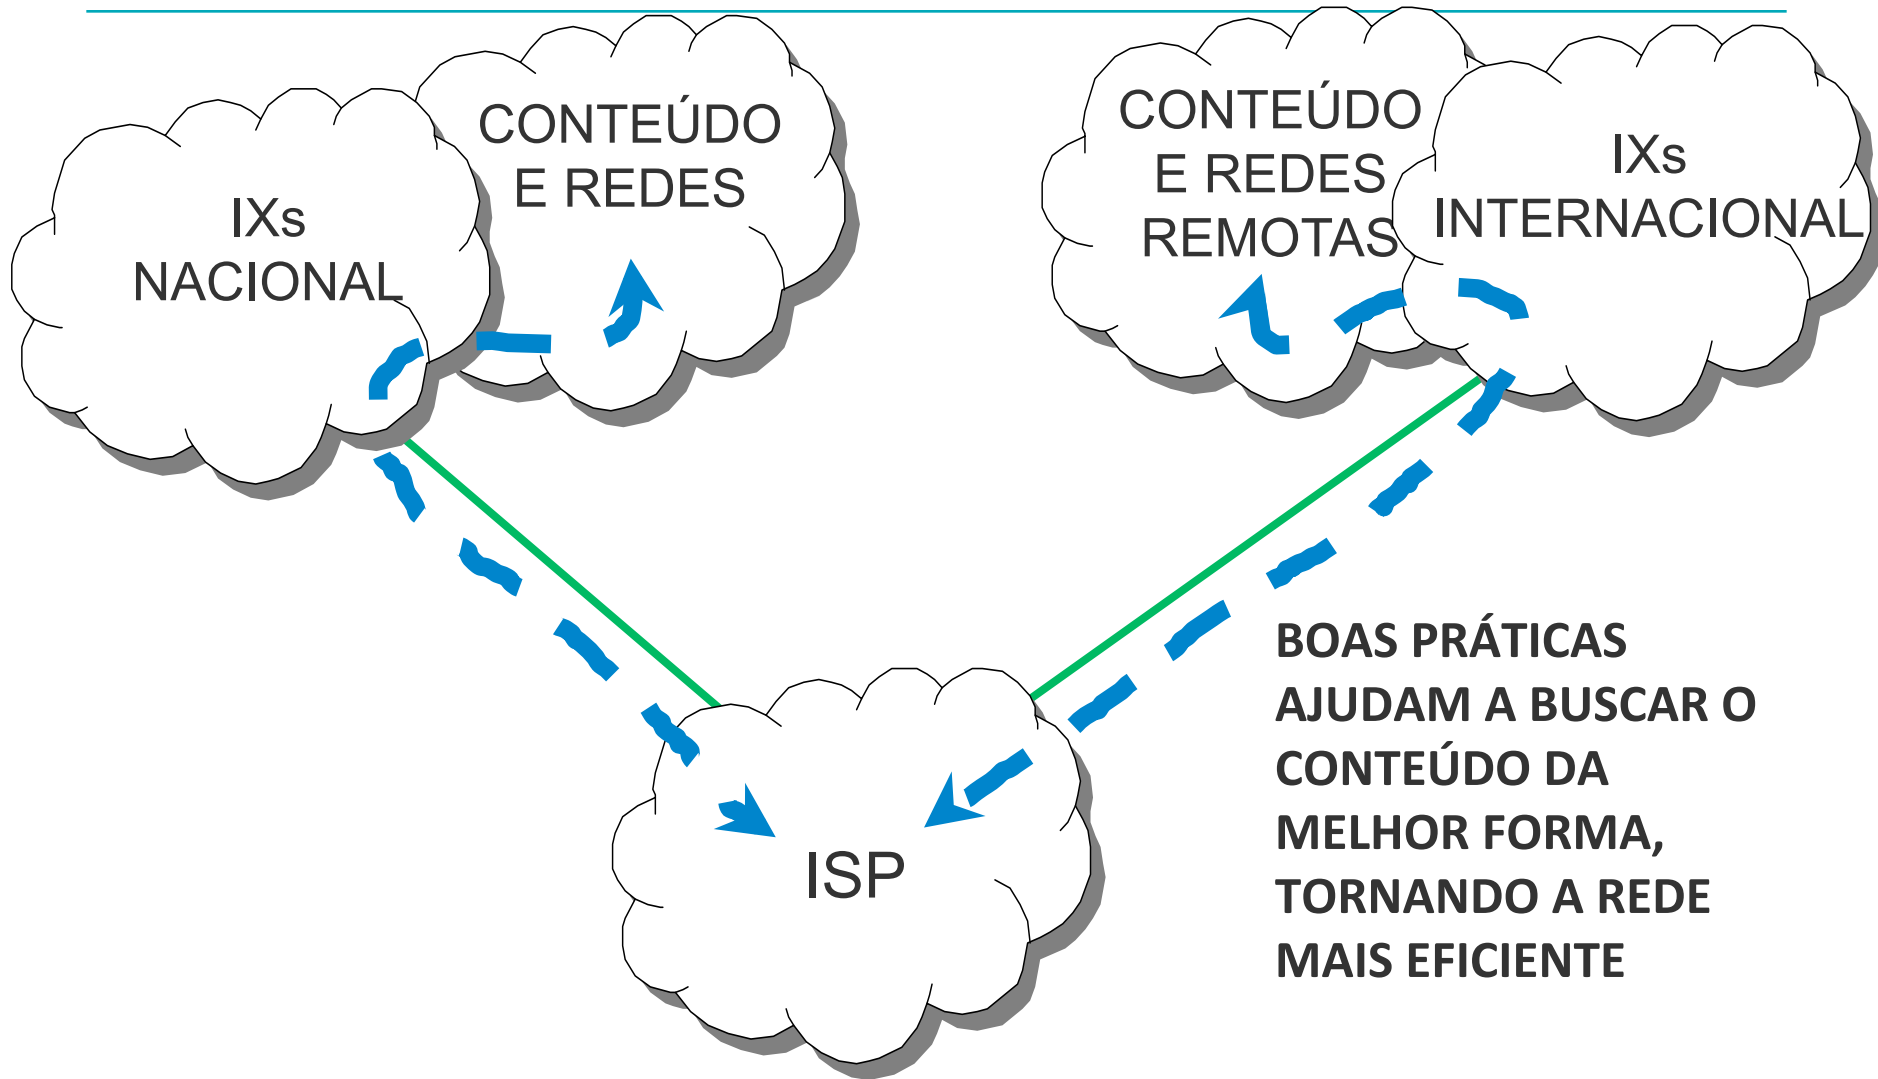 CONTEÚDO
E REDES
IXs
NACIONAL
CONTEÚDO
E REDES
REMOTAS
IXs
INTERNACIONAL
ISP
BOAS PRÁTICAS
AJUDAM A BUSCAR O
CONTEÚDO DA
MELHOR FORMA,
TORNANDO A REDE
MAIS EFICIENTE